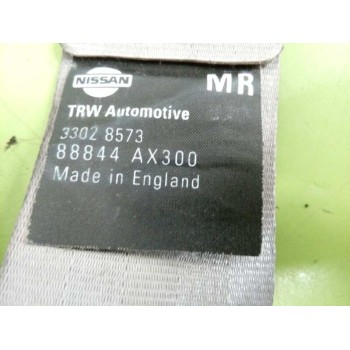 NISSAN MR
TRW Automotive
3302 8573
88844 AX300
Made in England